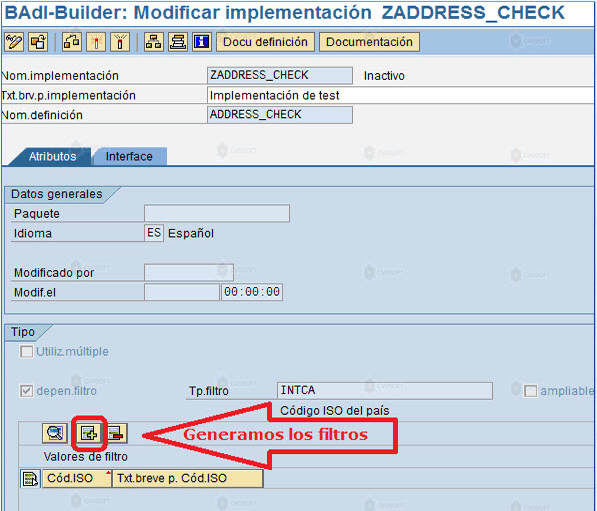 BAdI-Builder: Modificar implementación ZADDRESS_CHECK
Docu definición Documentación
Nom.implementación ZADDRESS_CHECK Inactivo
Txt.brv.p.implementación Implementación de test
Nom.definición ADDRESS_CHECK
Atributos Interface
Datos generales
Paquete
Idioma ES Español
Modificado por
Modif.el 00:00:00
Tipo
Utiliz.múltiple
depen.filtro Tp.filtro INTCA ampliable
Código ISO del país
Generamos los filtros
Valores de filtro
Cód.ISO Txt.breve p. Cód.ISO
CVOSOFT